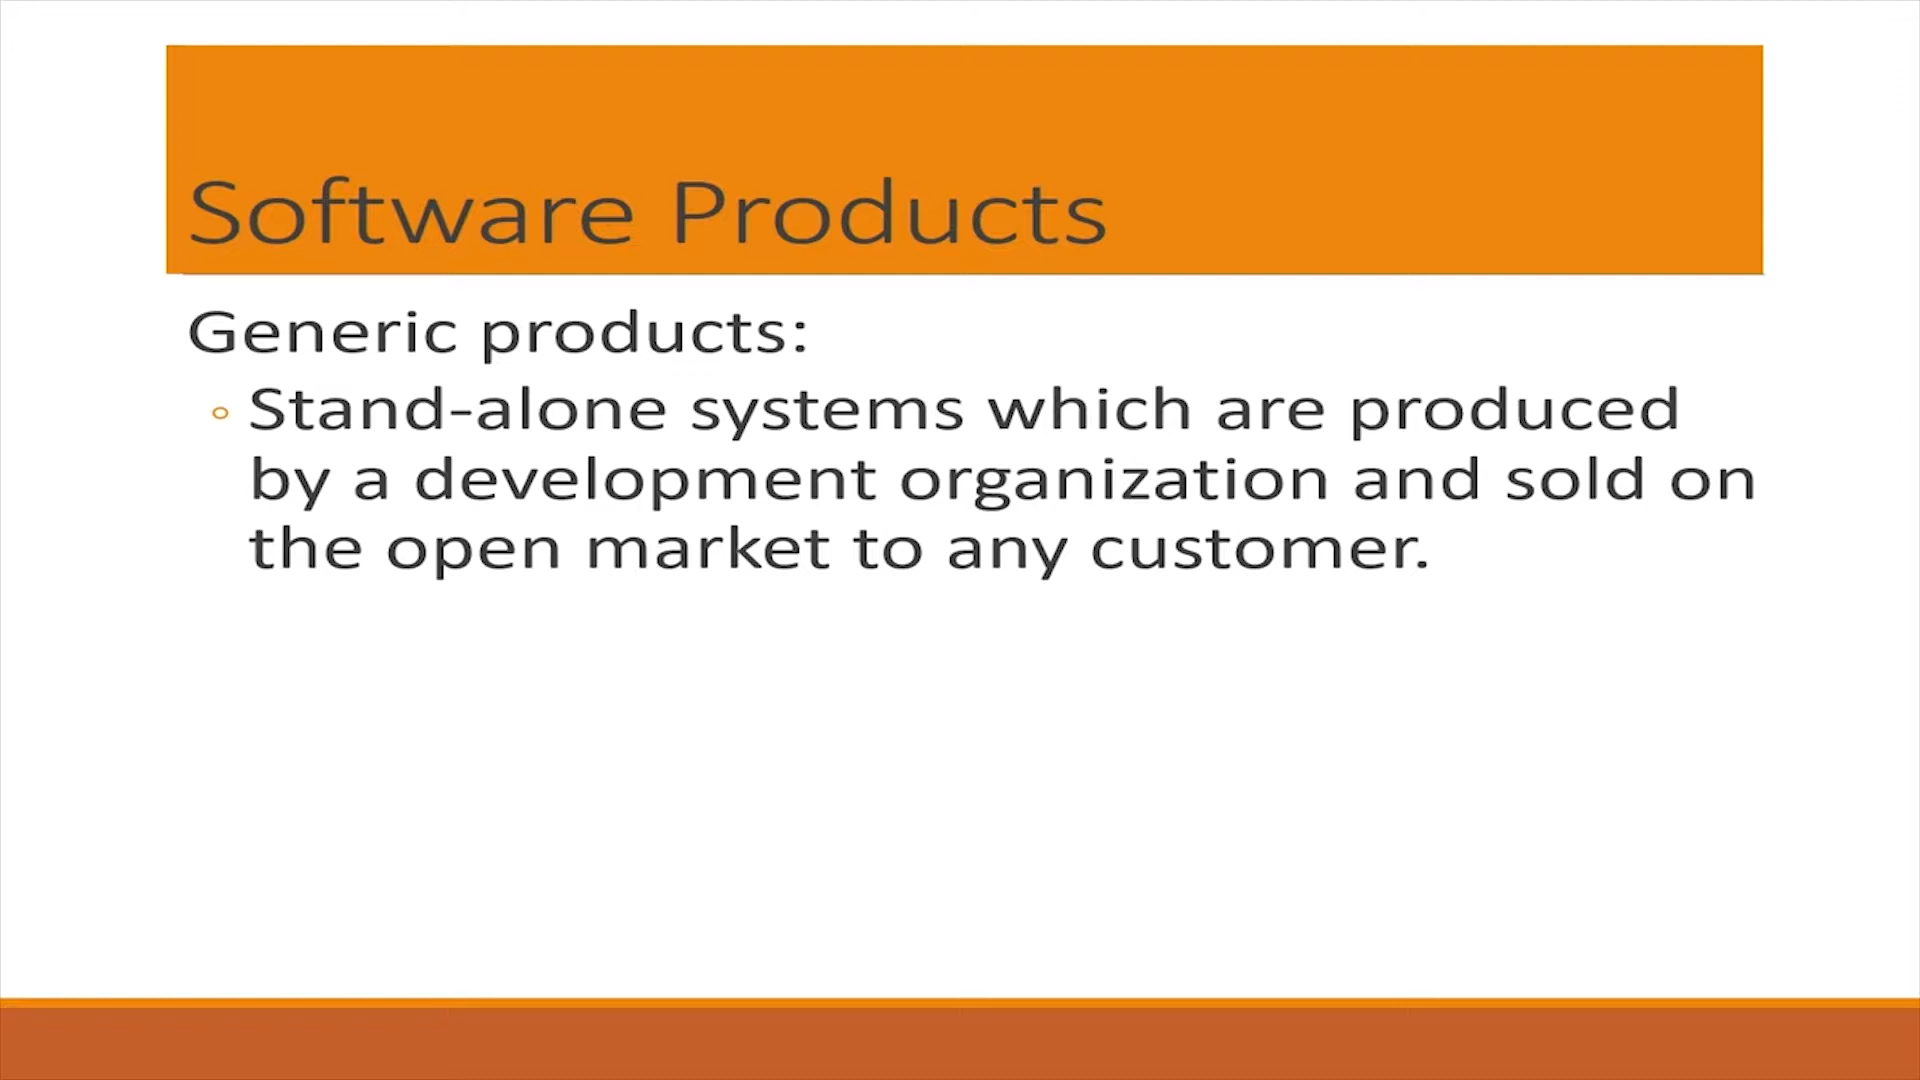 Software Products
Generic products:
◦ Stand-alone systems which are produced
by a development organization and sold on
the open market to any customer.